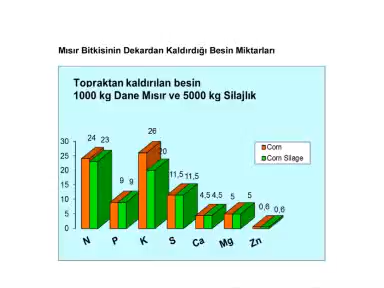 Mısır Bitkisinin Dekardan Kaldırdığı Besin Miktarları
Topraktan kaldırılan besin
1000 kg Dane Mısır ve 5000 kg Silajlık
24 23
9 9
26
20
11,5 11,5
4,5 4,5
5 5
0,6 0,6
30
25
20
15
10
5
0
N P K S Ca Mg Zn
Corn
Corn Silage